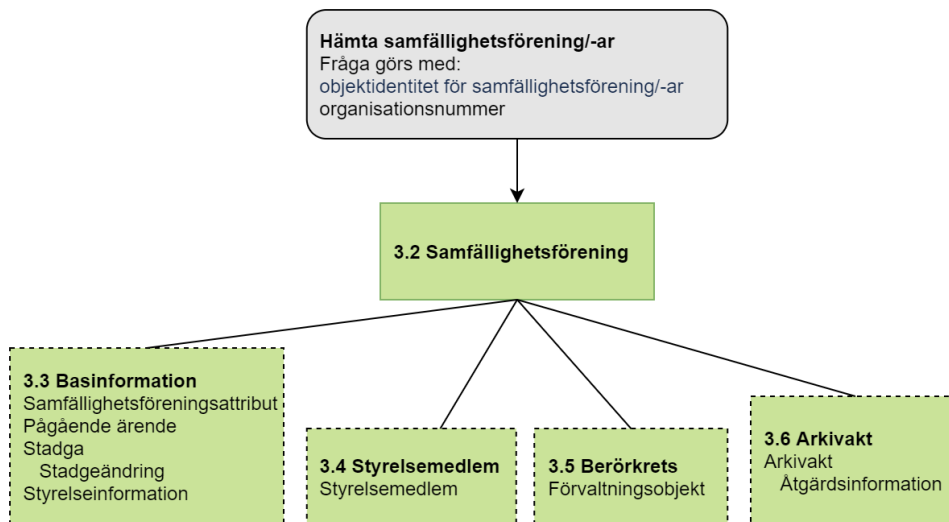 Hämta samfällighetsförening/-ar
Fråga görs med:
objektidentitet för samfällighetsförening/-ar
organisationsnummer
3.2 Samfällighetsförening
3.3 Basinformation
Samfällighetsföreningsattribut
Pågående ärende
Stadga
Stadgeändring
Styrelseinformation
3.4 Styrelsemedlem
Styrelsemedlem
3.5 Berörkrets
Förvaltningsobjekt
3.6 Arkivakt
Arkivakt
Åtgärdsinformation